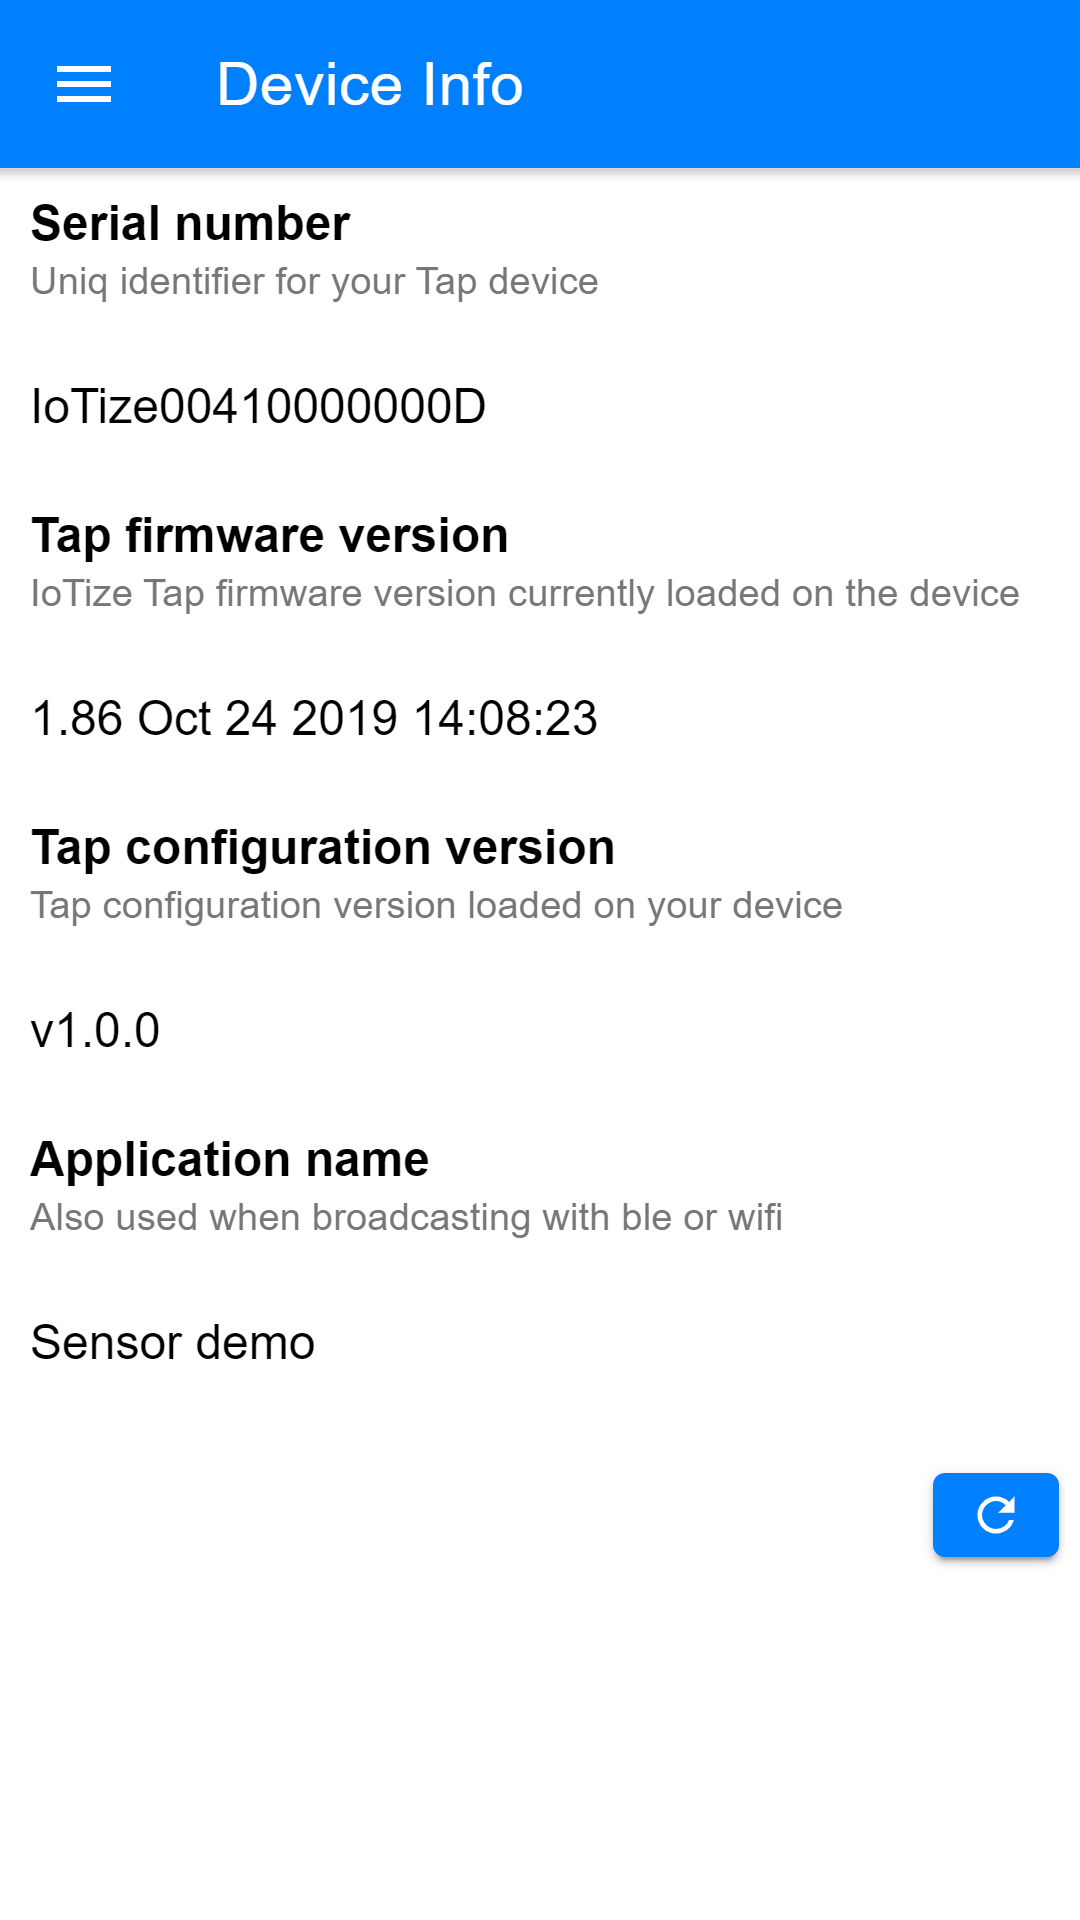 Device Info
Serial number
Uniq identifier for your Tap device
IoTize00410000000D
Tap firmware version
IoTize Tap firmware version currently loaded on the device
1.86 Oct 24 2019 14:08:23
Tap configuration version
Tap configuration version loaded on your device
v1.0.0
Application name
Also used when broadcasting with ble or wifi
Sensor demo